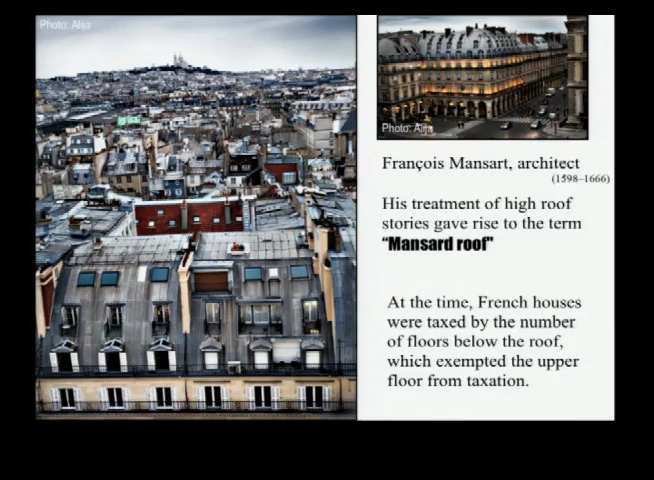 Photo: Alja
Photo: Alja
François Mansart, architect
(1598–1666)
His treatment of high roof
stories gave rise to the term
“Mansard roof"
At the time, French houses
were taxed by the number
of floors below the roof,
which exempted the upper
floor from taxation.